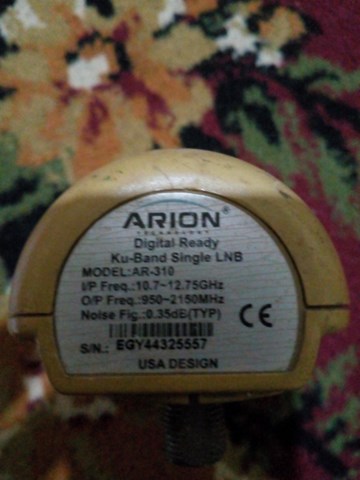 ARION®
TECHNOLOGY
Digital Ready
Ku-Band Single LNB
MODEL:AR-310
I/P Freq.:10.7~12.75GHz
O/P Freq.:950~2150MHz
Noise Fig.:0.35dB(TYP)
CE
S/N.: EGY44325557
USA DESIGN